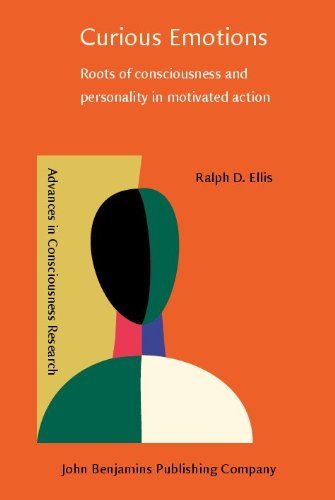 Curious Emotions
Roots of consciousness and
personality in motivated action
Ralph D. Ellis
Advances in Consciousness Research
John Benjamins Publishing Company